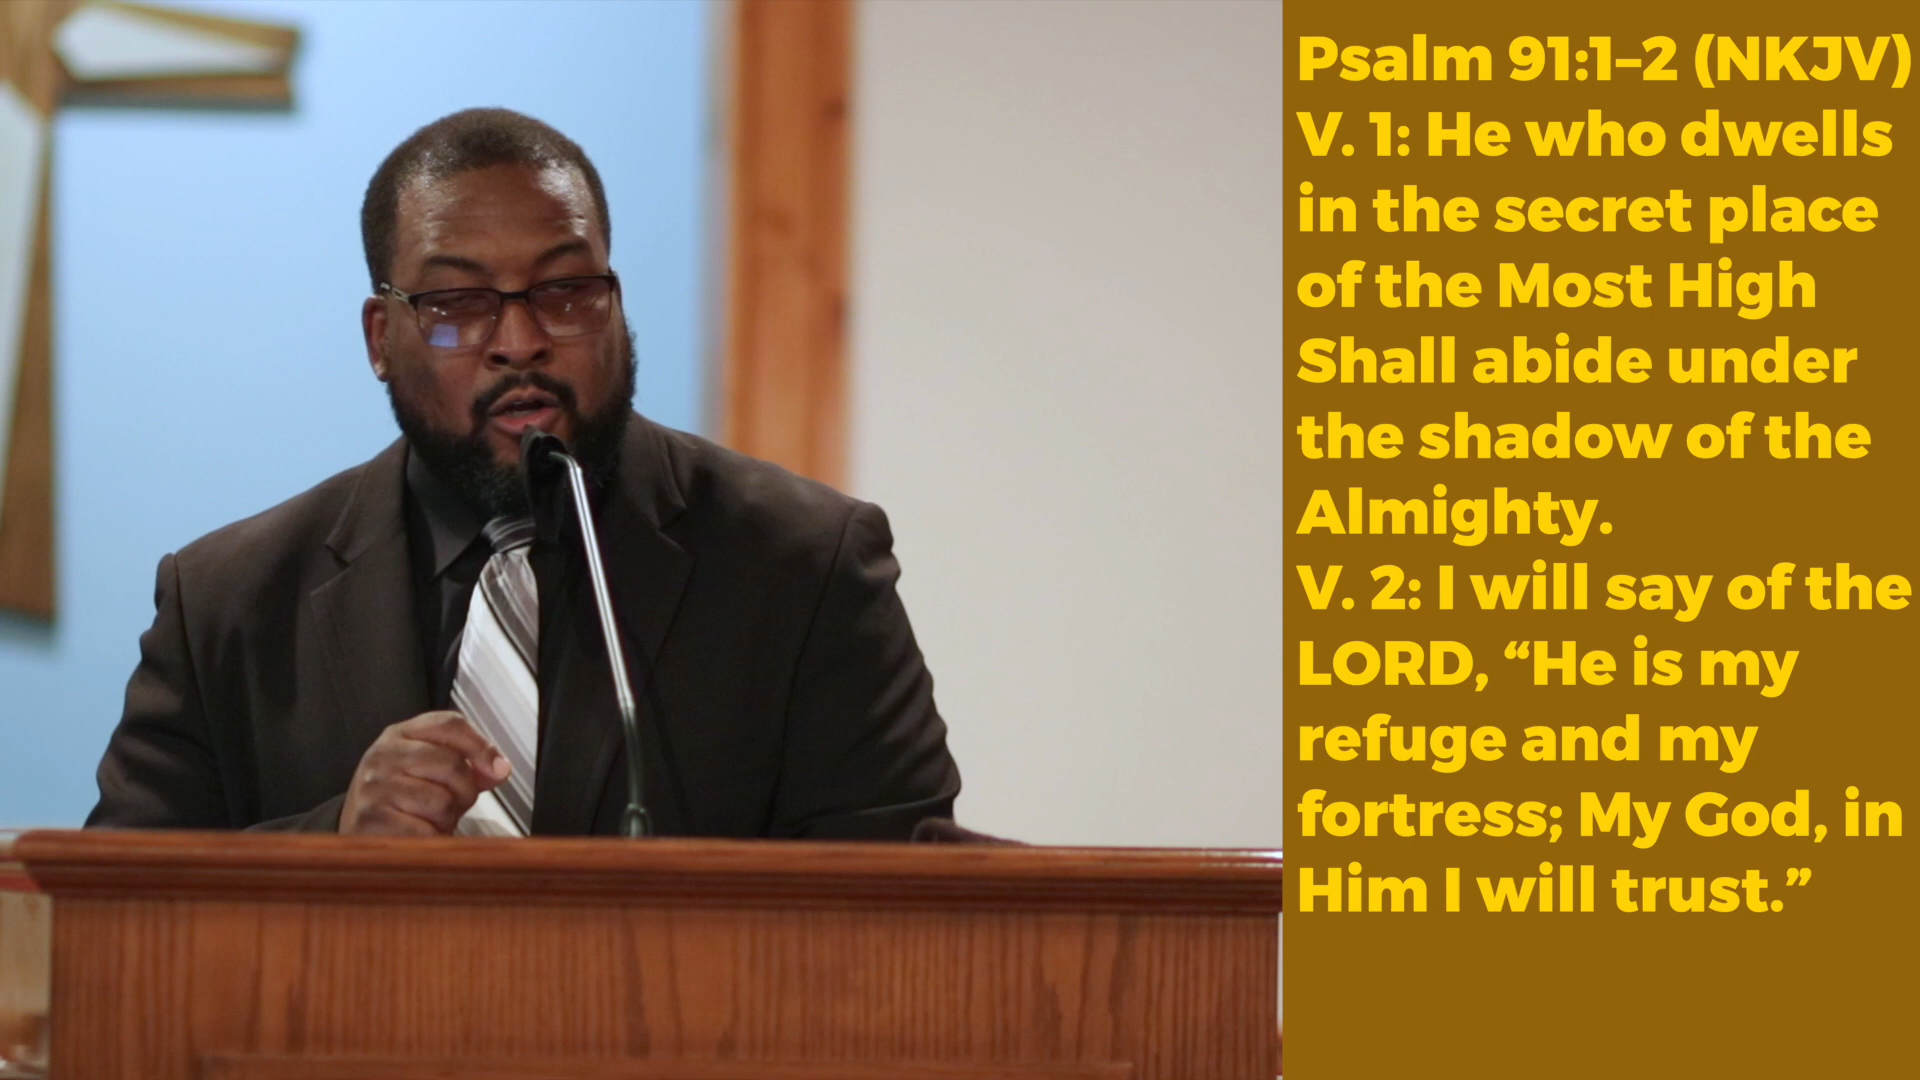 Psalm 91:1–2 (NKJV)
V. 1: He who dwells
in the secret place
of the Most High
Shall abide under
the shadow of the
Almighty.
V. 2: I will say of the
LORD, “He is my
refuge and my
fortress; My God, in
Him I will trust.”